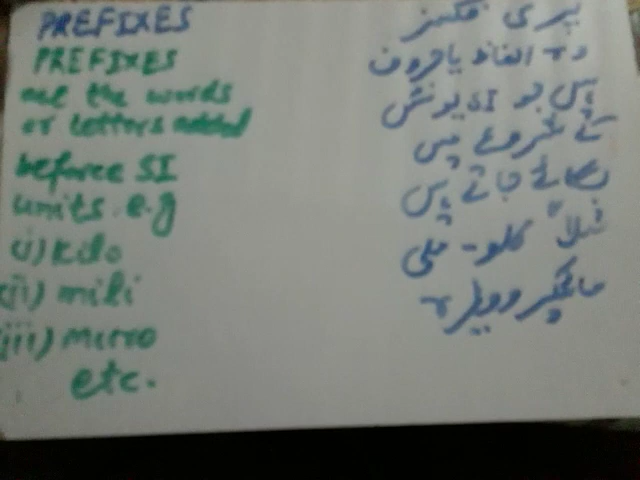 PREFIXES
PREFIXES
are the words
or letters added
beforce SI
units. e.g
(i) kilo
(ii) mili
(iii) micro
etc.
پری فکسز
وہ الفاظ یا حروف
ہیں جو SI یونٹس
کے شروع میں
لگائے جاتے ہیں
مثلاً کلو - ملی
مائیکرو وغیرہ